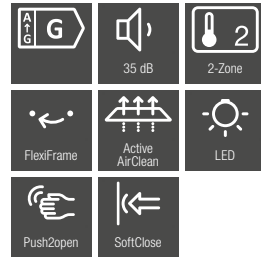 A
↑
G
G
35 dB
2
2-Zone
FlexiFrame
Active
AirClean
LED
Push2open
SoftClose